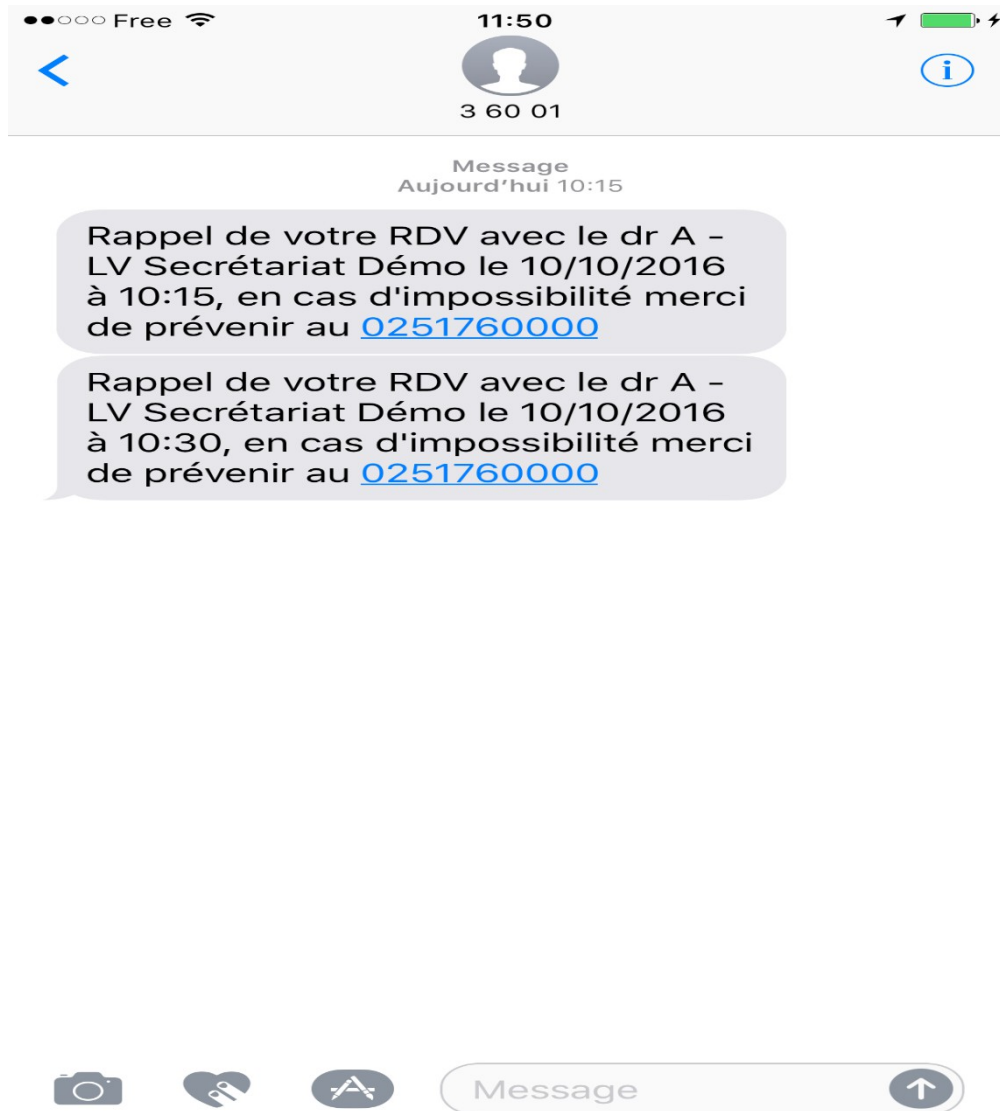 Free 11:50
3 60 01
Message
Aujourd'hui 10:15
Rappel de votre RDV avec le dr A -
LV Secrétariat Démo le 10/10/2016
à 10:15, en cas d'impossibilité merci
de prévenir au 0251760000
Rappel de votre RDV avec le dr A -
LV Secrétariat Démo le 10/10/2016
à 10:30, en cas d'impossibilité merci
de prévenir au 0251760000
Message